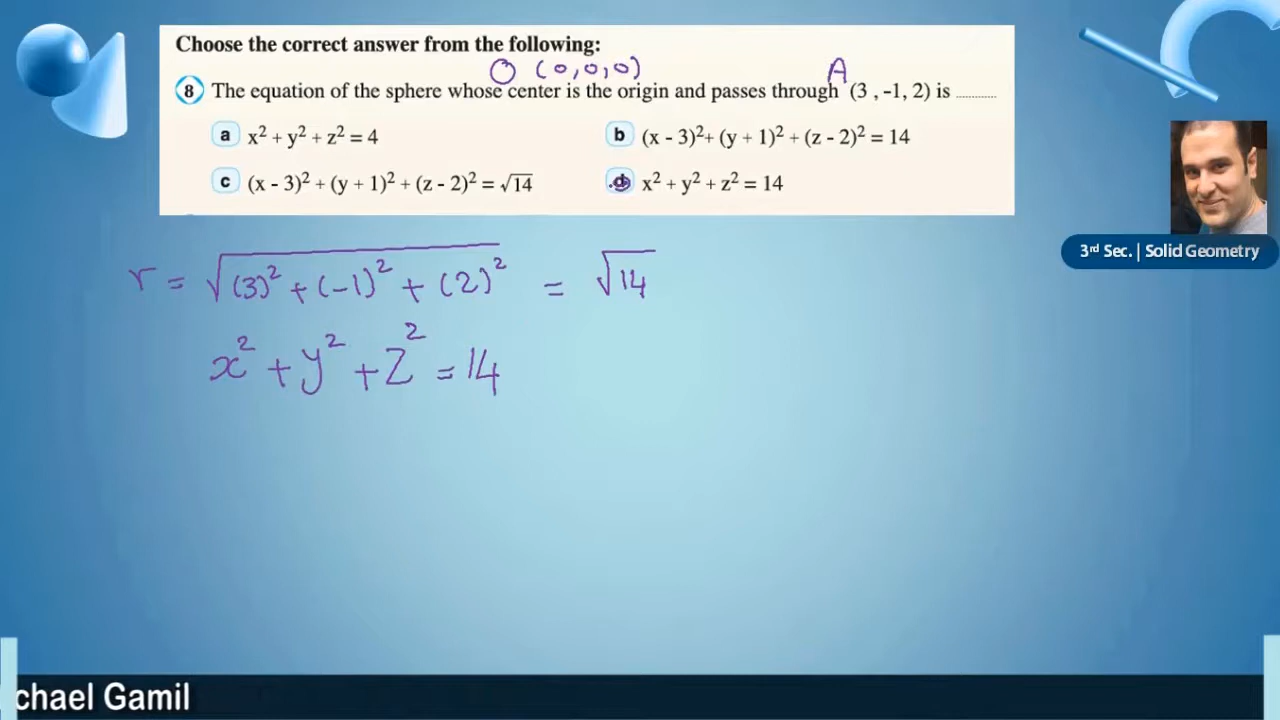 Choose the correct answer from the following:
O (0,0,0) A
8 The equation of the sphere whose center is the origin and passes through (3 , -1, 2) is ............
a x² + y² + z² = 4
b (x - 3)²+ (y + 1)² + (z - 2)² = 14
c (x - 3)² + (y + 1)² + (z - 2)² = √14
d x² + y² + z² = 14
3rd Sec. | Solid Geometry
r = √(3)² + (-1)² + (2)² = √14
x² + y² + z² = 14
chael Gamil